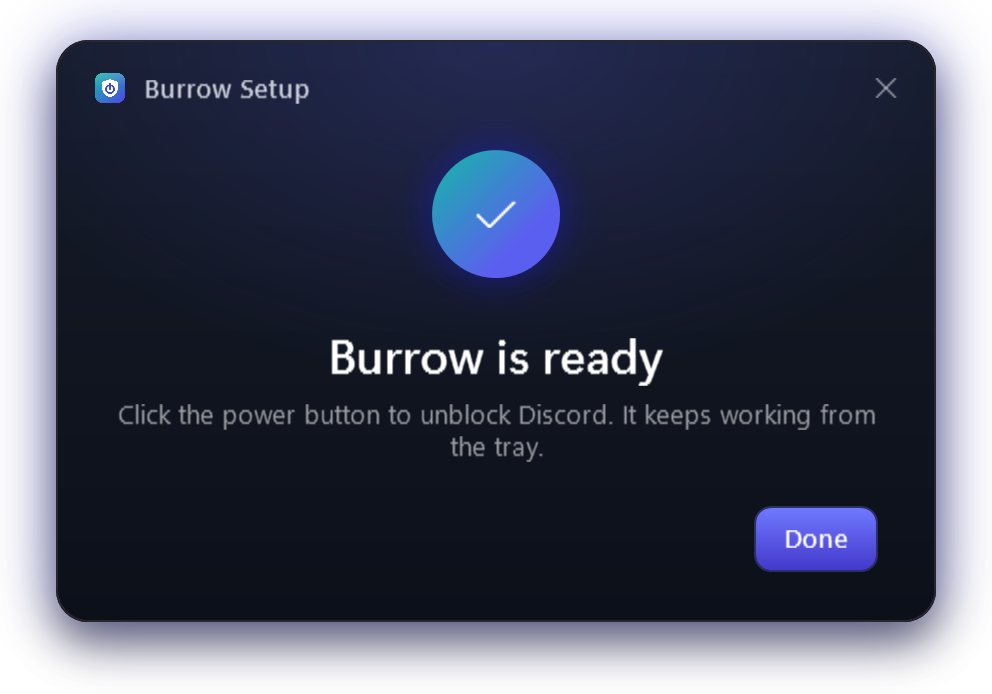 Burrow Setup
Burrow is ready
Click the power button to unblock Discord. It keeps working from
the tray.
Done